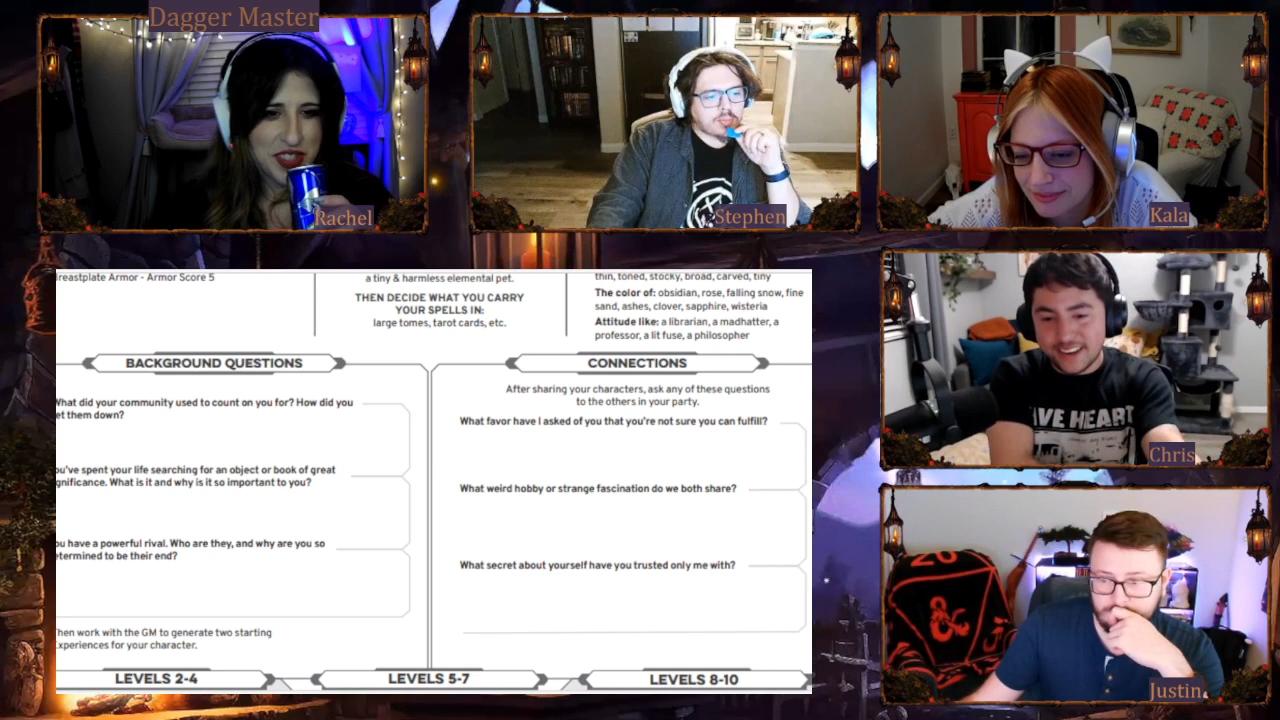 Dagger Master
Rachel
Stephen
Kala
Breastplate Armor - Armor Score 5
a tiny & harmless elemental pet.
THEN DECIDE WHAT YOU CARRY
YOUR SPELLS IN:
large tomes, tarot cards, etc.
thin, toned, stocky, broad, carved, tiny
The color of: obsidian, rose, falling snow, fine
sand, ashes, clover, sapphire, wisteria
Attitude like: a librarian, a madhatter, a
professor, a lit fuse, a philosopher
BACKGROUND QUESTIONS
What did your community used to count on you for? How did you
et them down?
ou've spent your life searching for an object or book of great
gnificance. What is it and why is it so important to you?
ou have a powerful rival. Who are they, and why are you so
etermined to be their end?
Then work with the GM to generate two starting
Experiences for your character.
CONNECTIONS
After sharing your characters, ask any of these questions
to the others in your party.
What favor have I asked of you that you're not sure you can fulfill?
What weird hobby or strange fascination do we both share?
What secret about yourself have you trusted only me with?
LEVELS 2-4
LEVELS 5-7
LEVELS 8-10
IVE HEART
Chris
20
&
Justin